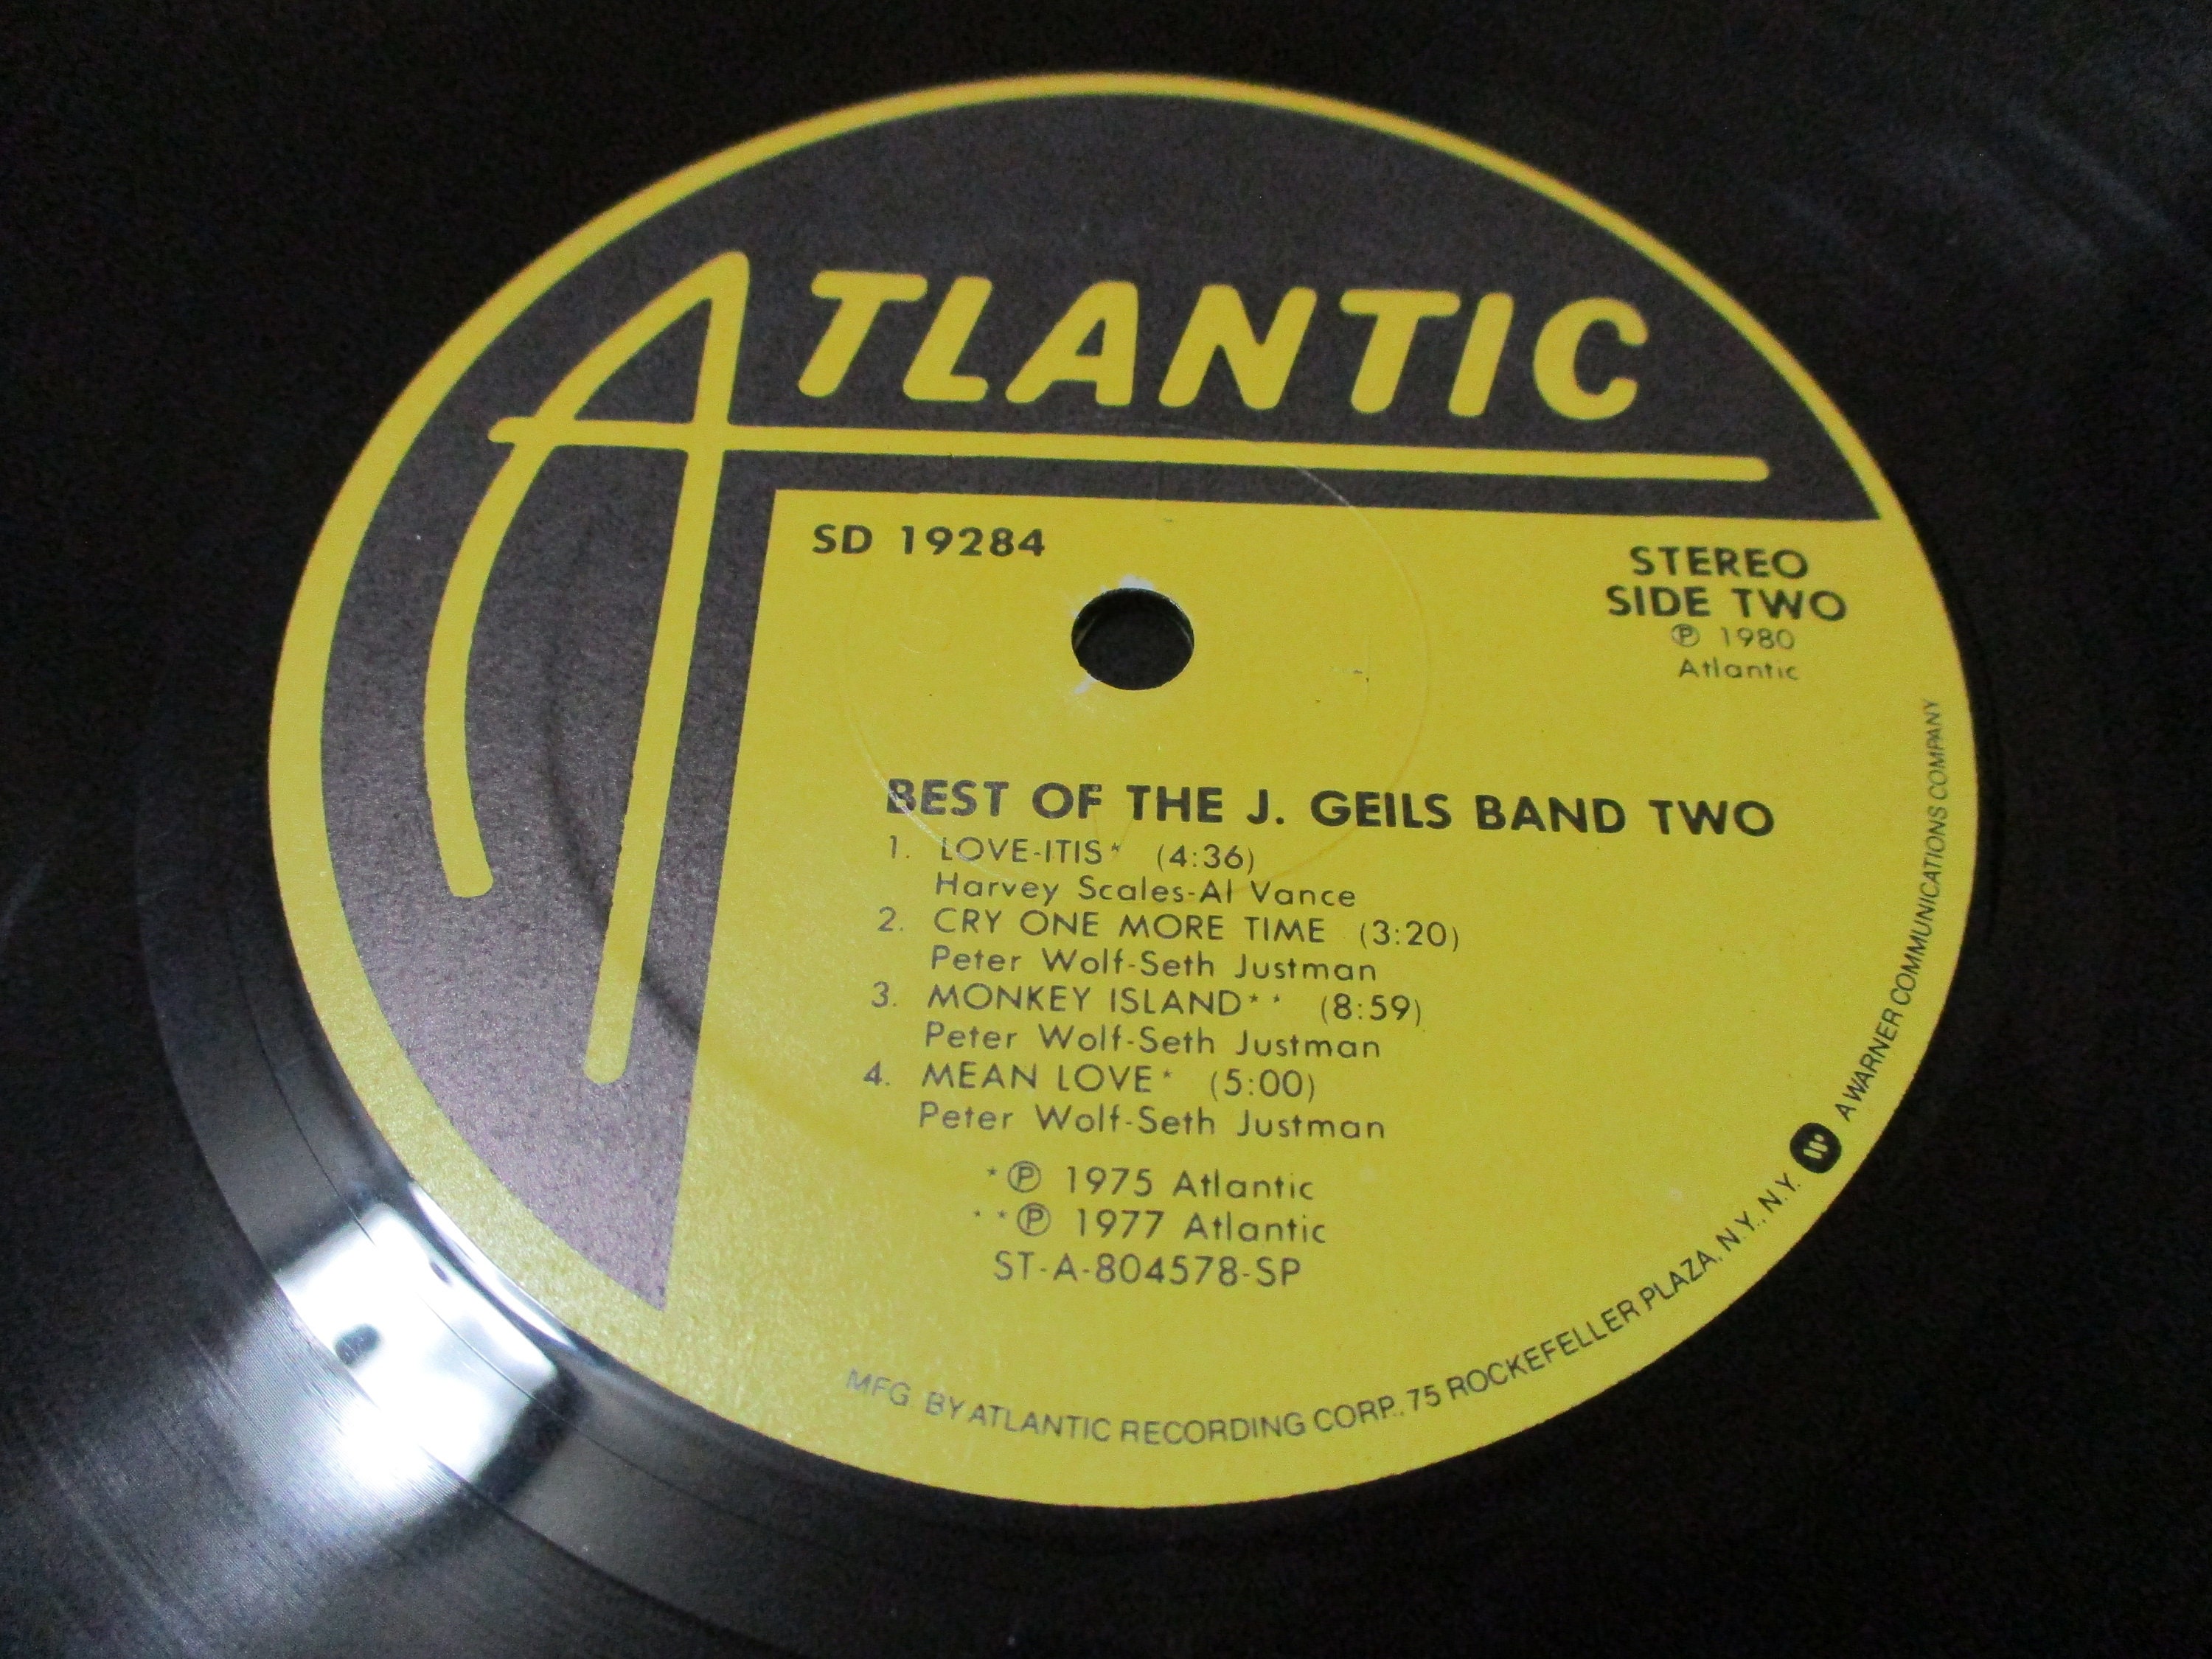 ATLANTIC
SD 19284
STEREO
SIDE TWO
Ⓟ 1980
Atlantic
BEST OF THE J. GEILS BAND TWO
1. LOVE-ITIS* (4:36)
Harvey Scales-Al Vance
2. CRY ONE MORE TIME (3:20)
Peter Wolf-Seth Justman
3. MONKEY ISLAND** (8:59)
Peter Wolf-Seth Justman
4. MEAN LOVE* (5:00)
Peter Wolf-Seth Justman
*Ⓟ 1975 Atlantic
**Ⓟ 1977 Atlantic
ST-A-804578-SP
MFG. BY ATLANTIC RECORDING CORP., 75 ROCKEFELLER PLAZA, N.Y., N.Y. A WARNER COMMUNICATIONS COMPANY